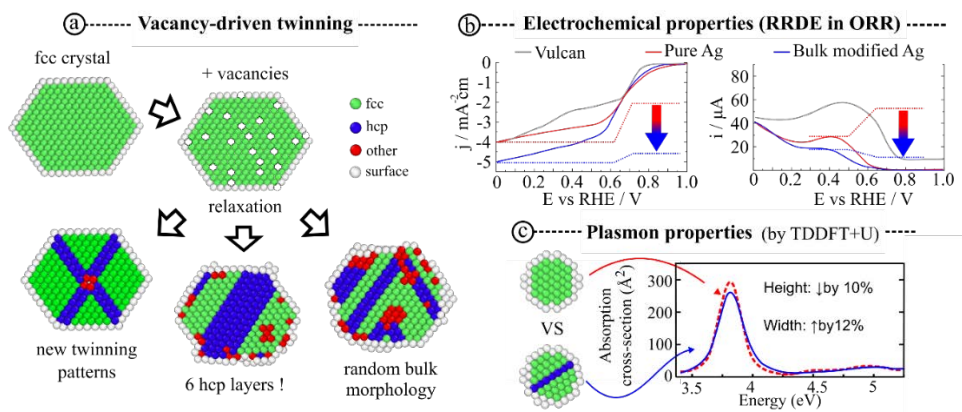 a Vacancy-driven twinning
fcc crystal
+ vacancies
fcc
hcp
other
surface
relaxation
new twinning
patterns
6 hcp layers !
random bulk
morphology
b Electrochemical properties (RRDE in ORR)
Vulcan
Pure Ag
Bulk modified Ag
j / mA⁻²cm
0
-1
-2
-3
-4
-5
0
0.2
0.4
0.6
0.8
1.0
E vs RHE / V
i / μA
80
60
40
20
0
0.2
0.4
0.6
0.8
1.0
E vs RHE / V
c Plasmon properties (by TDDFT+U)
VS
Absorption
cross-section (Å²)
300
200
100
0
Height: ↓by 10%
Width: ↑by12%
3.5
4
4.5
5
Energy (eV)